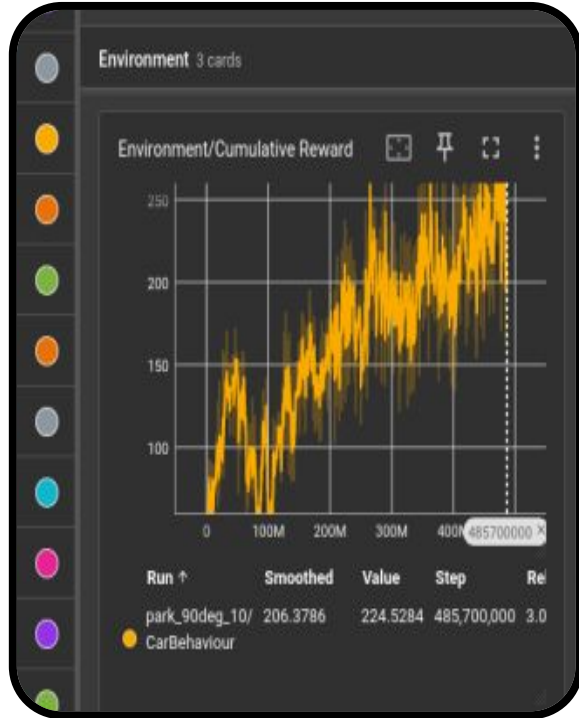 Environment 3 cards
Environment/Cumulative Reward
250
200
150
100
0 100M 200M 300M 400M 485700000 ×
Run ↑ Smoothed Value Step Rel
park_90deg_10/ 206.3786 224.5284 485,700,000 3.0
CarBehaviour